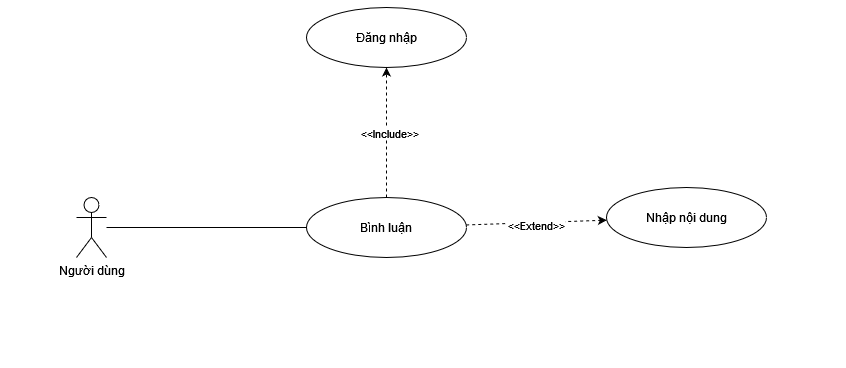 Đăng nhập
<<Include>>
Bình luận
<<Extend>>
Nhập nội dung
Người dùng